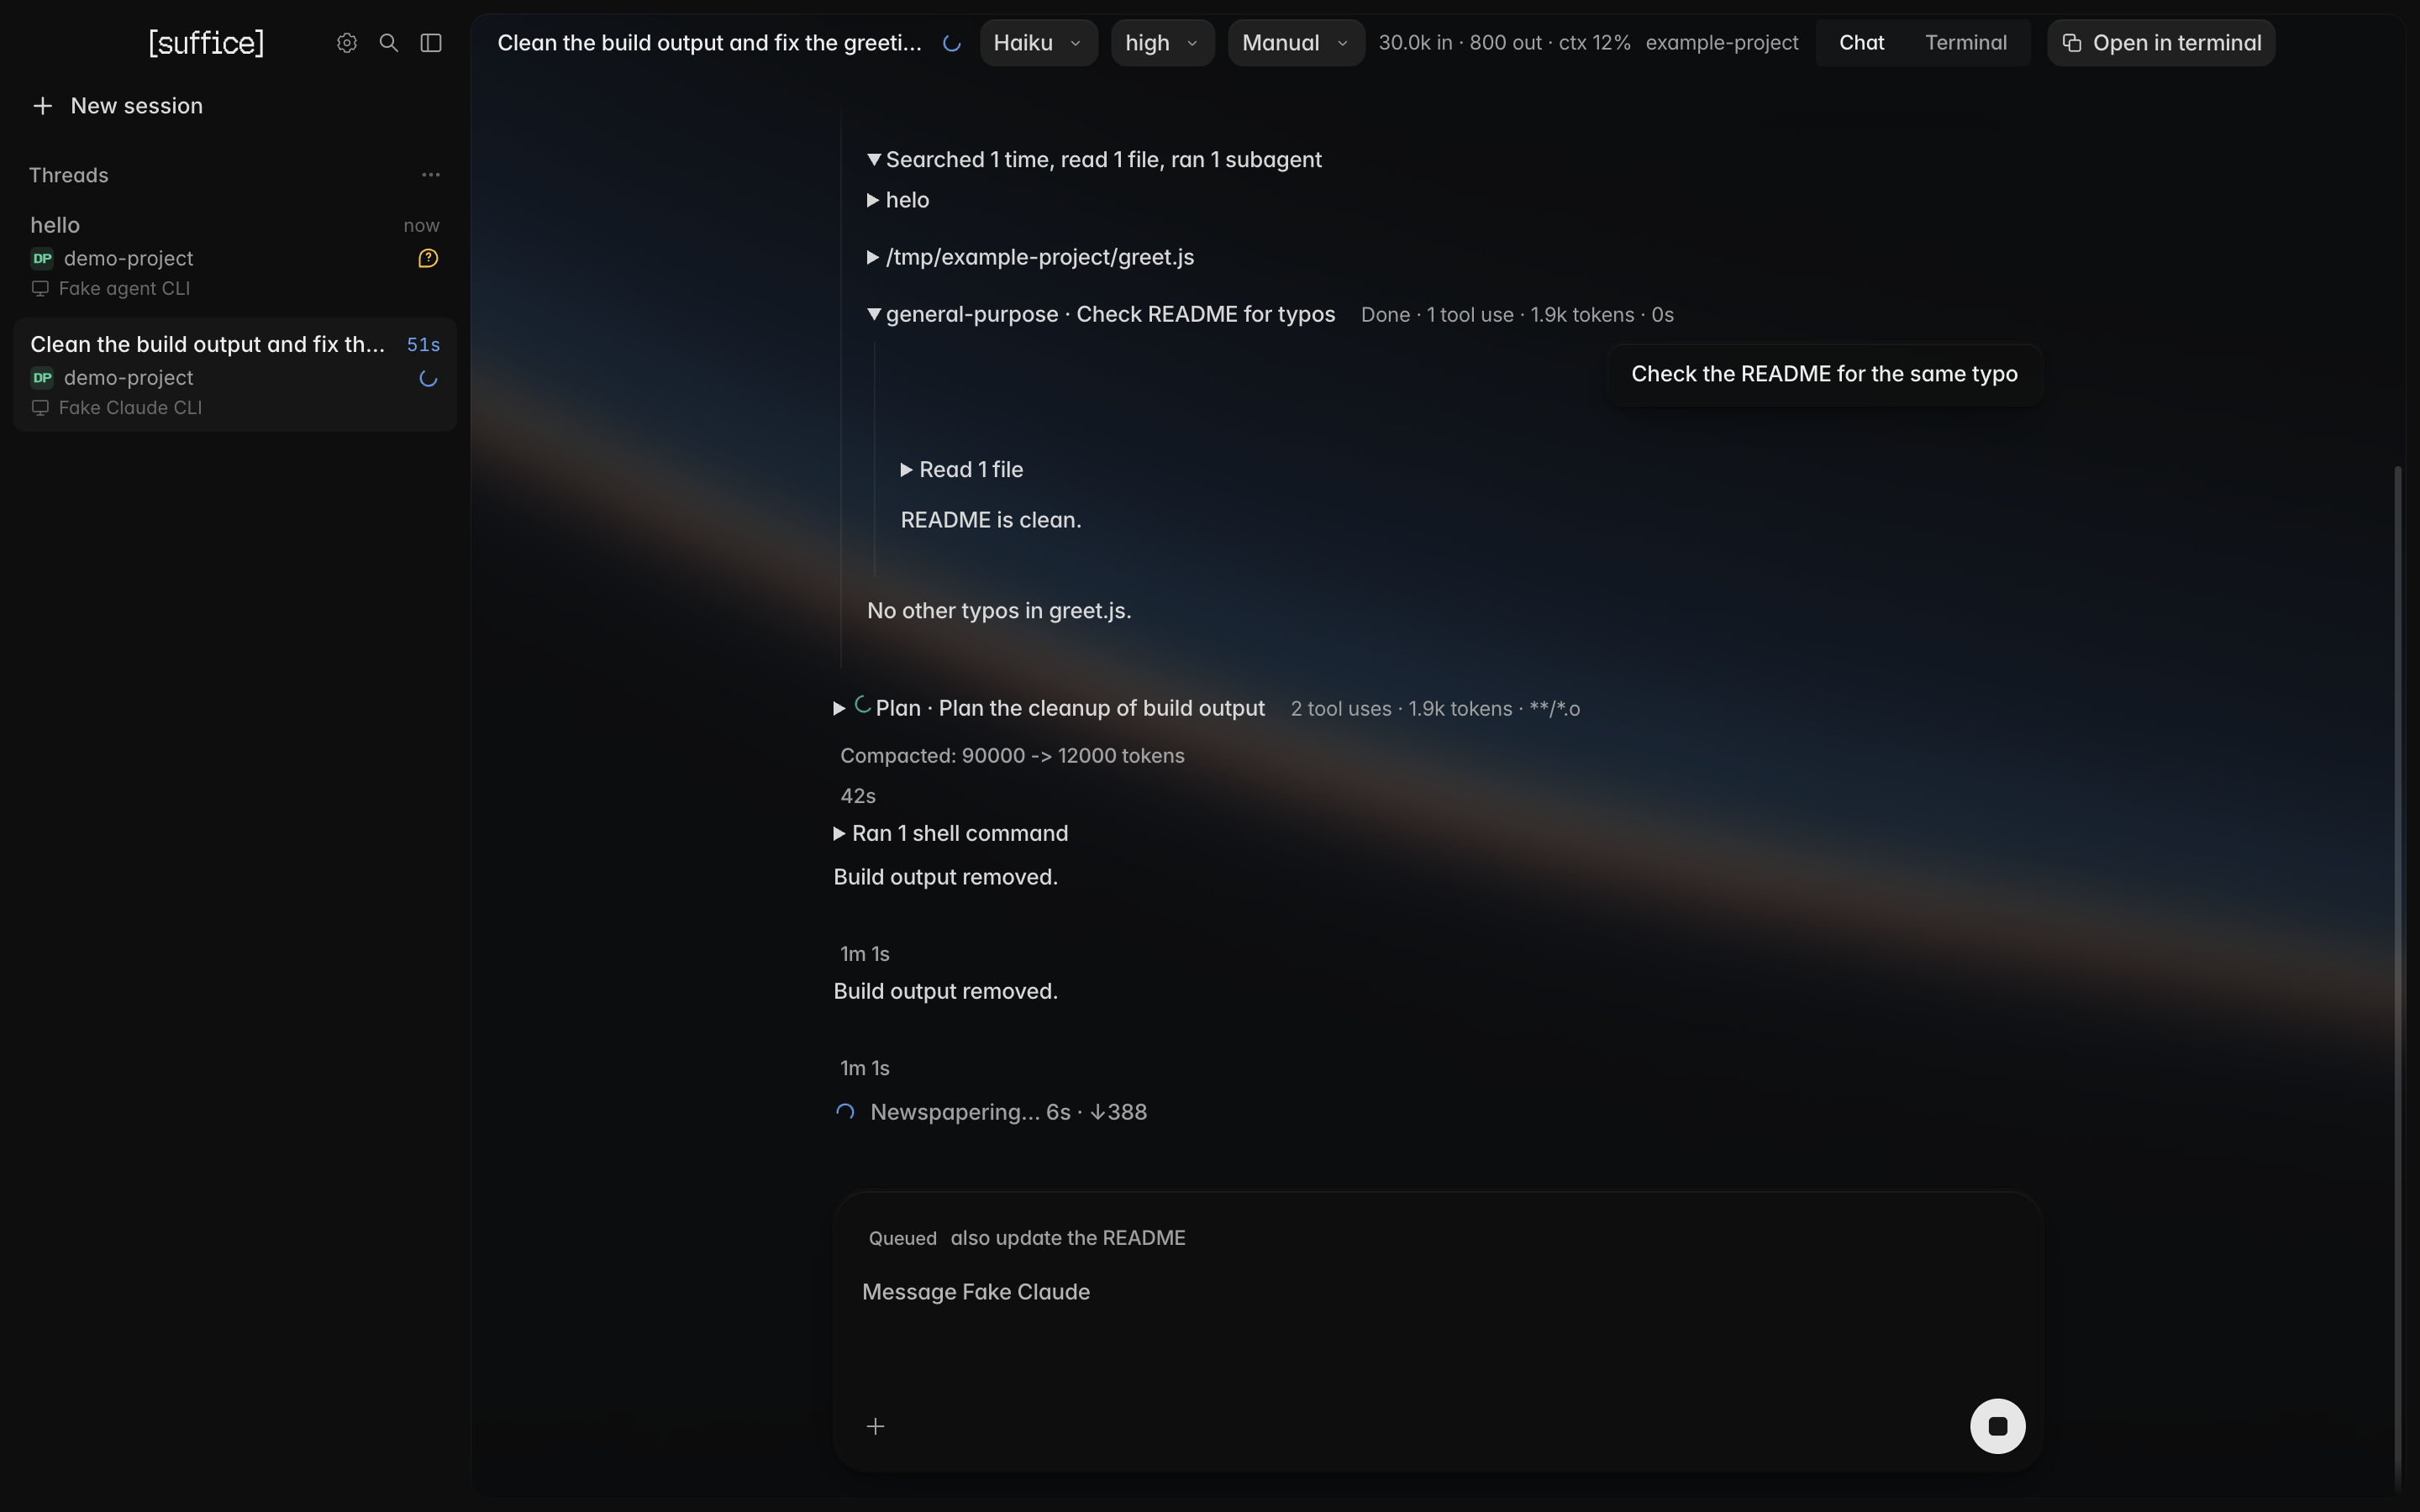 [suffice]
New session
Threads
hello now
DP demo-project
Fake agent CLI
Clean the build output and fix th... 51s
DP demo-project
Fake Claude CLI
Clean the build output and fix the greeti... Haiku high Manual 30.0k in · 800 out · ctx 12% example-project Chat Terminal Open in terminal
Searched 1 time, read 1 file, ran 1 subagent
helo
/tmp/example-project/greet.js
general-purpose · Check README for typos Done · 1 tool use · 1.9k tokens · 0s
Check the README for the same typo
Read 1 file
README is clean.
No other typos in greet.js.
Plan · Plan the cleanup of build output 2 tool uses · 1.9k tokens · **/*.o
Compacted: 90000 -> 12000 tokens
42s
Ran 1 shell command
Build output removed.
1m 1s
Build output removed.
1m 1s
Newspapering... 6s · ↓388
Queued also update the README
Message Fake Claude